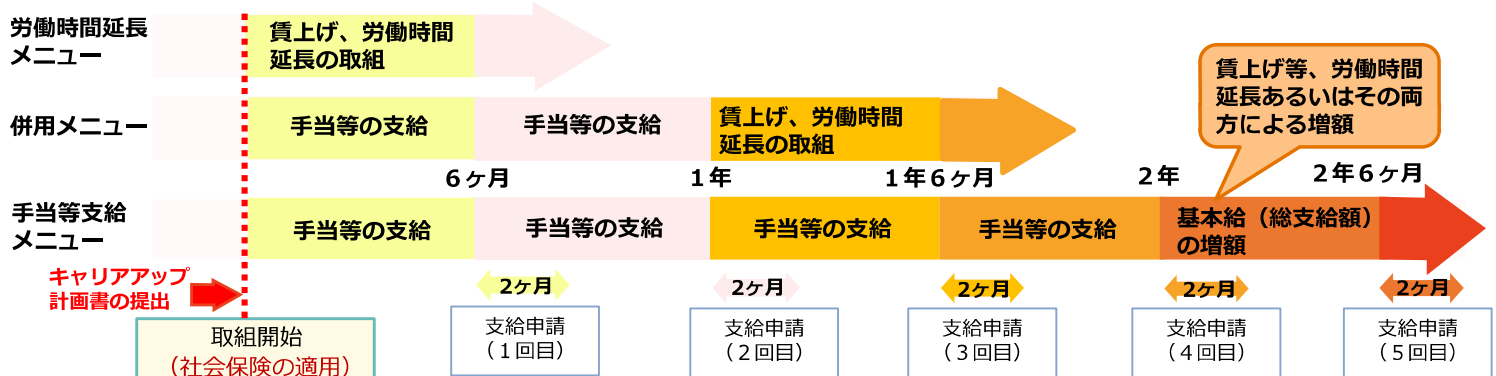 労働時間延長
メニュー
賃上げ、労働時間
延長の取組
賃上げ等、労働時間
延長あるいはその両
方による増額
併用メニュー
手当等の支給
手当等の支給
賃上げ、労働時間
延長の取組
6ヶ月
1年
1年6ヶ月
2年
2年6ヶ月
手当等支給
メニュー
手当等の支給
手当等の支給
手当等の支給
手当等の支給
基本給（総支給額）
の増額
キャリアアップ
計画書の提出
2ヶ月
2ヶ月
2ヶ月
2ヶ月
2ヶ月
取組開始
（社会保険の適用）
支給申請
（１回目）
支給申請
（２回目）
支給申請
（３回目）
支給申請
（４回目）
支給申請
（５回目）